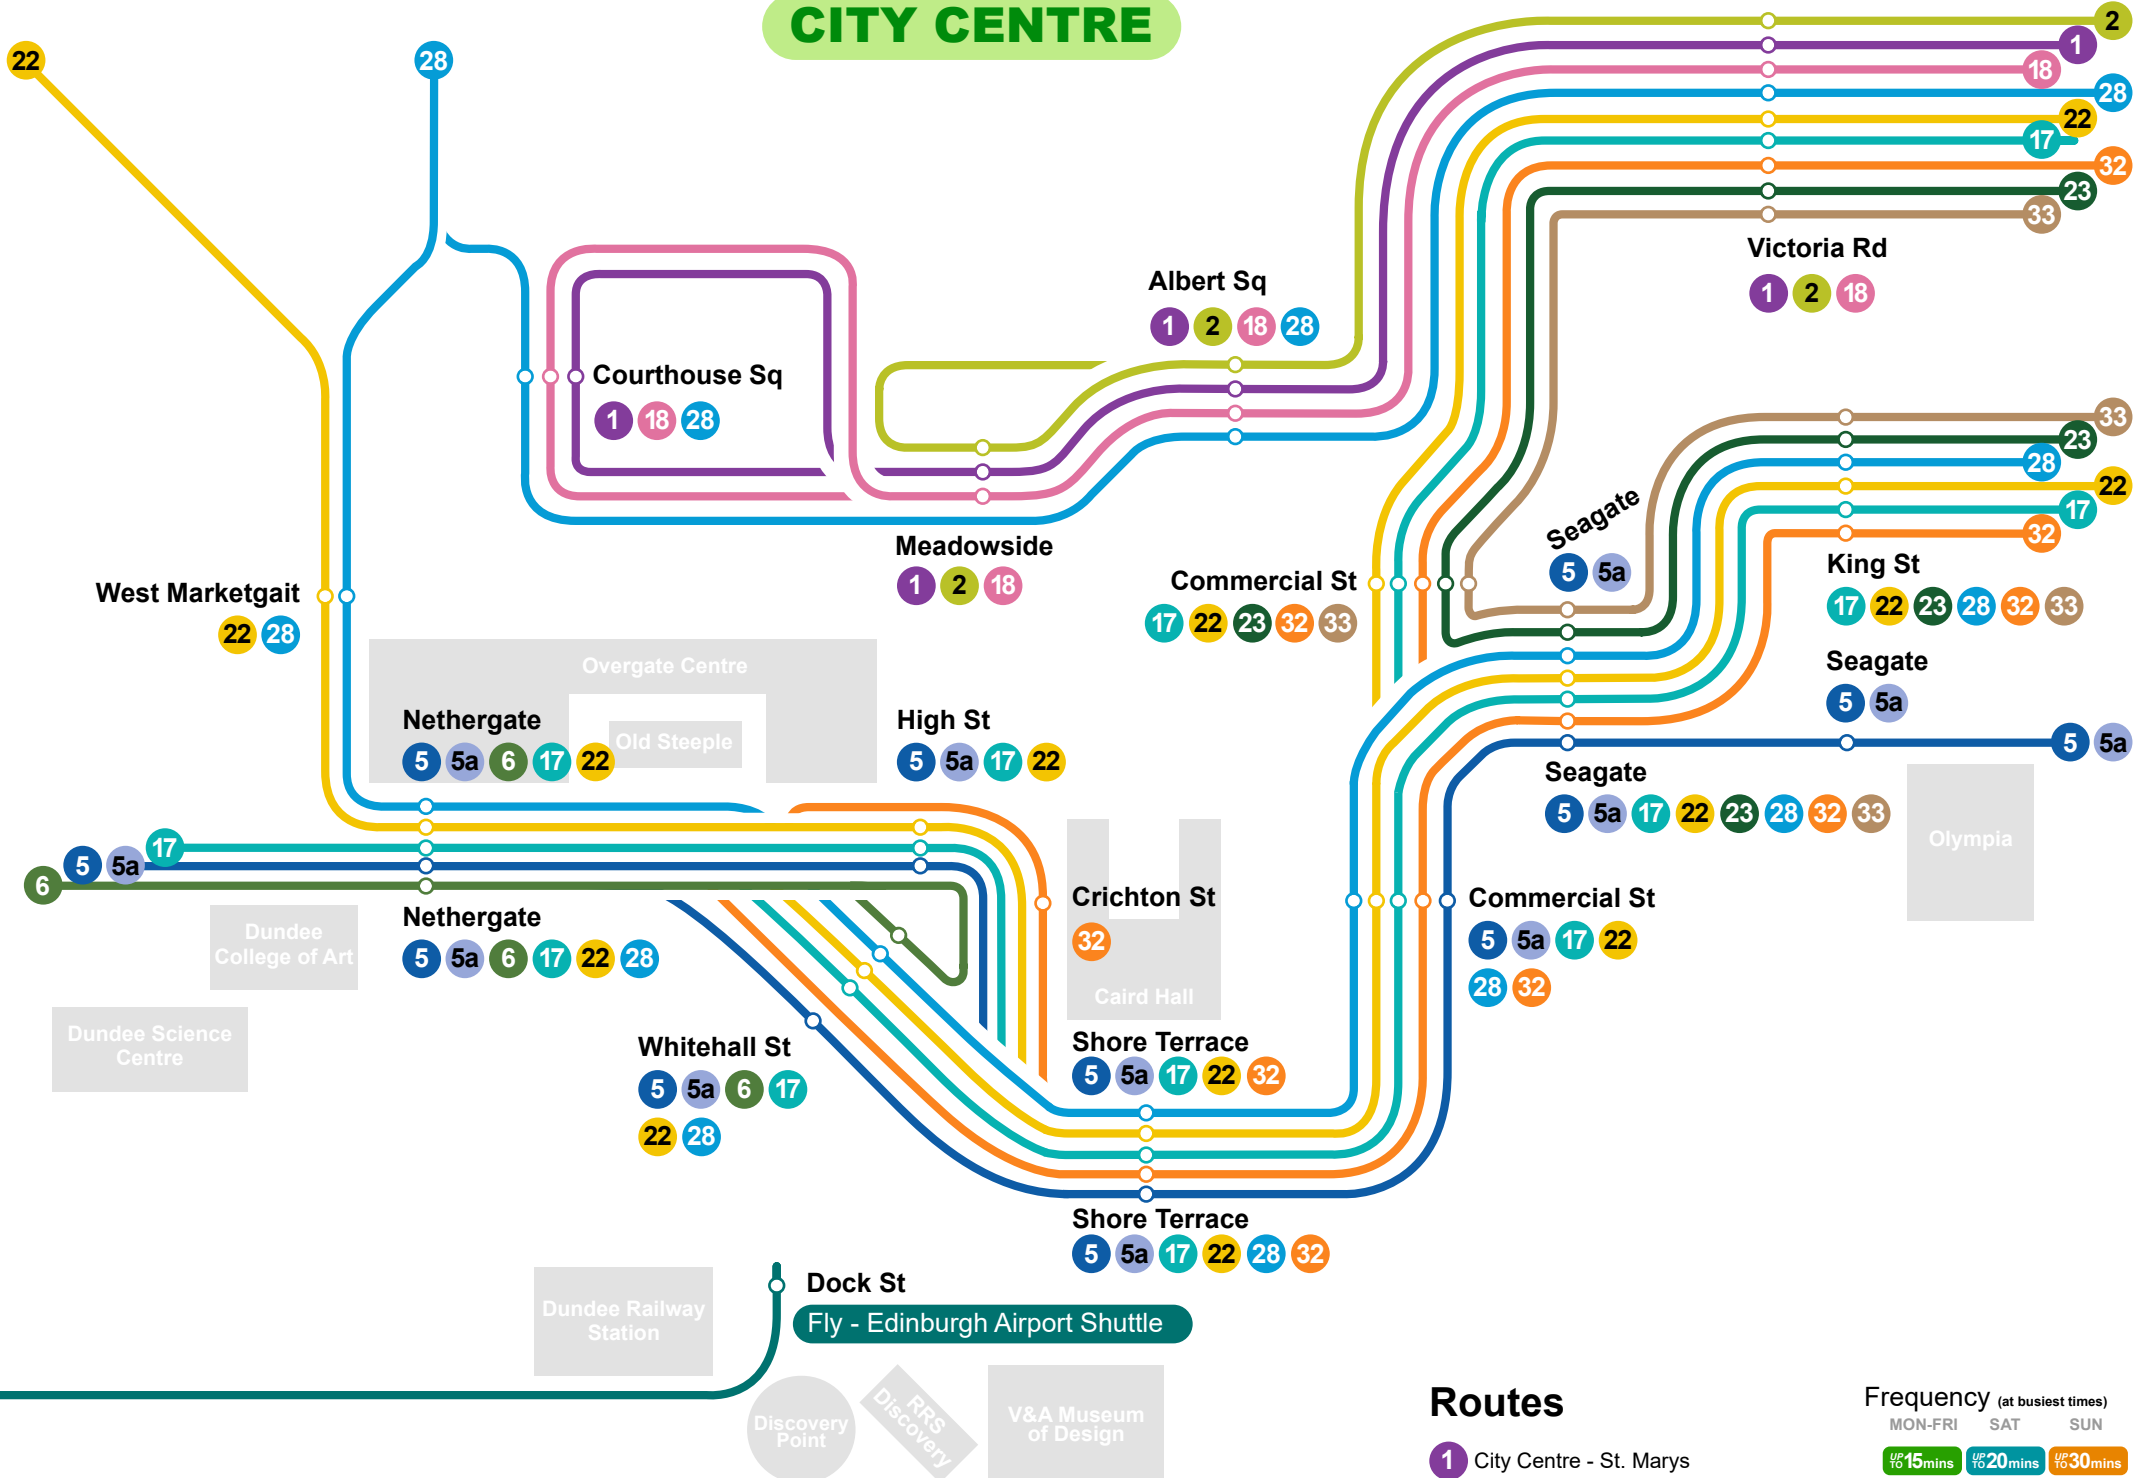 CITY CENTRE
22
28
2
1
18
28
22
17
32
23
33
Victoria Rd
1 2 18
Albert Sq
1 2 18 28
Courthouse Sq
1 18 28
33
23
28
22
17
32
Seagate
5 5a
King St
17 22 23 28 32 33
Meadowside
1 2 18
Commercial St
17 22 23 32 33
West Marketgait
22 28
Overgate Centre
Seagate
5 5a
5 5a
Nethergate
5 5a 6 17 22
Old Steeple
High St
5 5a 17 22
Seagate
5 5a 17 22 23 28 32 33
Olympia
17
5 5a
6
Nethergate
5 5a 6 17 22 28
Dundee
College of Art
Crichton St
32
Caird Hall
Commercial St
5 5a 17 22
28 32
Dundee Science
Centre
Whitehall St
5 5a 6 17
22 28
Shore Terrace
5 5a 17 22 32
Shore Terrace
5 5a 17 22 28 32
Dock St
Fly - Edinburgh Airport Shuttle
Dundee Railway
Station
Discovery
Point
RRS
Discovery
V&A Museum
of Design
Routes
Frequency (at busiest times)
MON-FRI SAT SUN
1 City Centre - St. Marys
UP TO 15mins UP TO 20mins UP TO 30mins